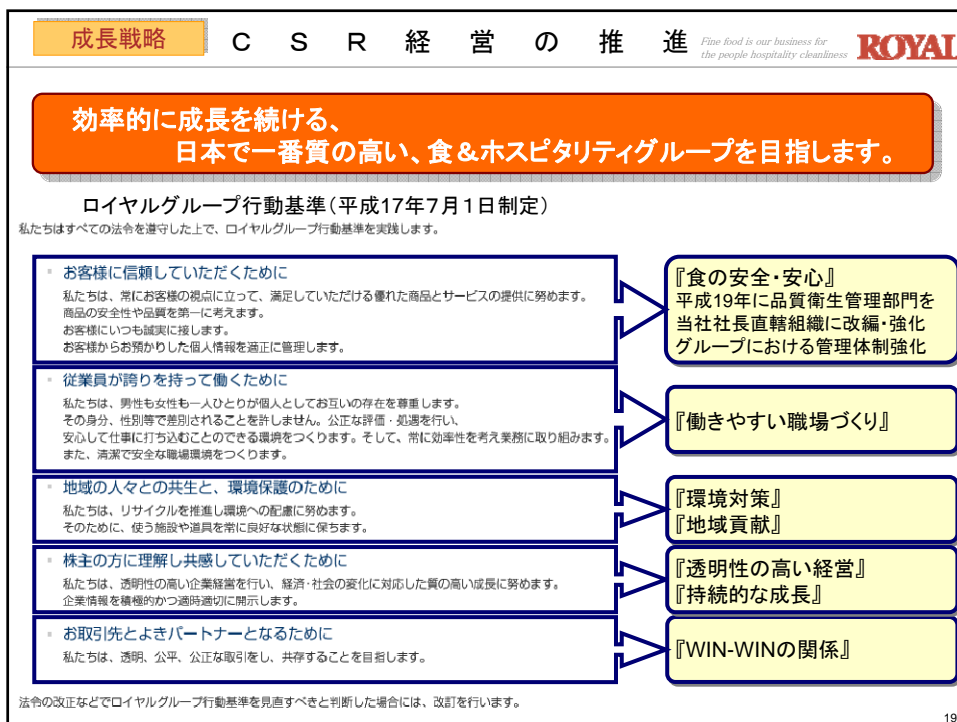 成長戦略
CSR経営の推進
Fine food is our business for
the people hospitality cleanliness
ROYAL
効率的に成長を続ける、
日本で一番質の高い、食&ホスピタリティグループを目指します。
ロイヤルグループ行動基準(平成17年7月1日制定)
私たちはすべての法令を遵守した上で、ロイヤルグループ行動基準を実践します。
お客様に信頼していただくために
私たちは、常にお客様の視点に立って、満足していただける優れた商品とサービスの提供に努めます。
商品の安全性や品質を第一に考えます。
お客様にいつも誠実に接します。
お客様からお預かりした個人情報を適正に管理します。
『食の安全・安心』
平成19年に品質衛生管理部門を
当社社長直轄組織に改編・強化
グループにおける管理体制強化
従業員が誇りを持って働くために
私たちは、男性も女性も一人ひとりが個人としてお互いの存在を尊重します。
その身分、性別等で差別されることを許しません。公正な評価・処遇を行い、
安心して仕事に打ち込むことのできる環境をつくります。そして、常に効率性を考え業務に取り組みます。
また、清潔で安全な職場環境をつくります。
『働きやすい職場づくり』
地域の人々との共生と、環境保護のために
私たちは、リサイクルを推進し環境への配慮に努めます。
そのために、使う施設や道具を常に良好な状態に保ちます。
『環境対策』
『地域貢献』
株主の方に理解し共感していただくために
私たちは、透明性の高い企業経営を行い、経済・社会の変化に対応した質の高い成長に努めます。
企業情報を積極的かつ適時適切に開示します。
『透明性の高い経営』
『持続的な成長』
お取引先とよきパートナーとなるために
私たちは、透明、公平、公正な取引をし、共存することを目指します。
『WIN-WINの関係』
法令の改正などでロイヤルグループ行動基準を見直すべきと判断した場合には、改訂を行います。
19